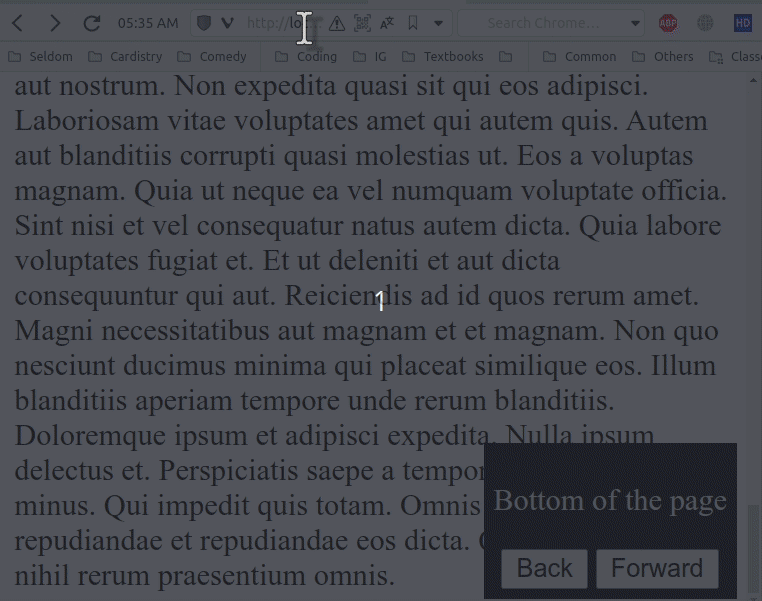 05:35 AM http://lo Search Chrome... ABP HD
Seldom Cardistry Comedy Coding IG Textbooks Common Others Class
aut nostrum. Non expedita quasi sit qui eos adipisci.
Laboriosam vitae voluptates amet qui autem quis. Autem
aut blanditiis corrupti quasi molestias ut. Eos a voluptas
magnam. Quia ut neque ea vel numquam voluptate officia.
Sint nisi et vel consequatur natus autem dicta. Quia labore
voluptates fugiat et. Et ut deleniti et aut dicta
consequuntur qui aut. Reiciendis ad id quos rerum amet.
1
Magni necessitatibus aut magnam et et magnam. Non quo
nesciunt ducimus minima qui placeat similique eos. Illum
blanditiis aperiam tempore unde rerum blanditiis.
Doloremque ipsum et adipisci expedita. Nulla ipsum
delectus et. Perspiciatis saepe a tempor
minus. Qui impedit quis totam. Omnis
repudiandae et repudiandae eos dicta.
nihil rerum praesentium omnis.
Bottom of the page
Back Forward